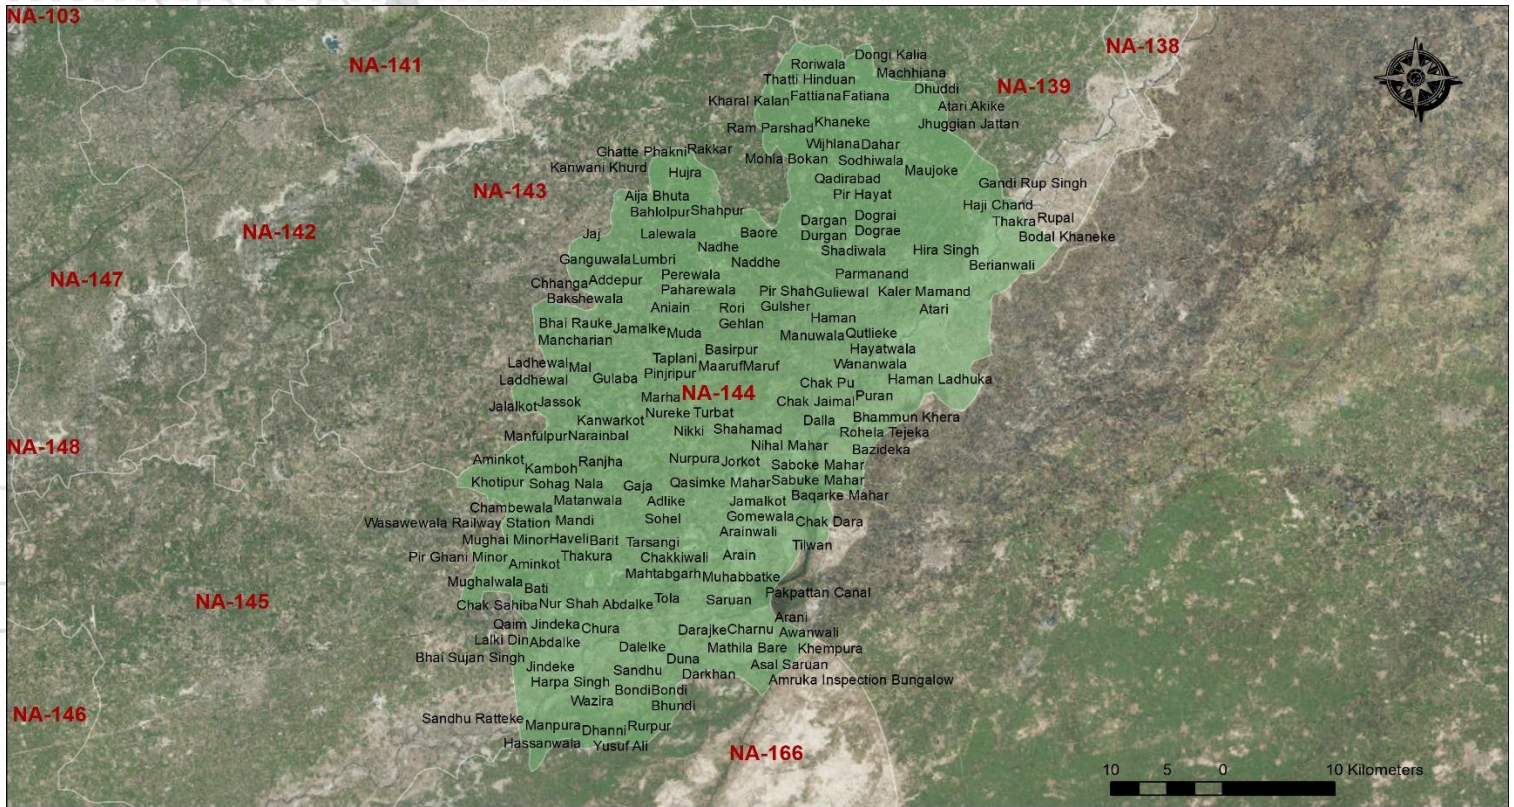 NA-103
NA-138
NA-141
NA-139
Dongi Kalia
Roriwala
Machhiana
Thatti Hinduan
Dhuddi
Kharal Kalan
Fattiana
Fatiana
Atari Akike
Jhuggian Jattan
Khaneke
Ram Parshad
Wijhlana
Dahar
Rakkar
Ghatte Phakni
Mohla Bokan
Sodhiwala
Kanwani Khurd
Hujra
Maujoke
Qadirabad
Gandi Rup Singh
NA-143
Aija Bhuta
Pir Hayat
Haji Chand
Bahlolpur
Shahpur
Dargan
Dograi
Thakra
Rupal
NA-142
Jaj
Lalewala
Baore
Durgan
Dograe
Bodal Khaneke
Nadhe
Shadiwala
Hira Singh
Ganguwala
Lumbri
Naddhe
Berianwali
NA-147
Chhanga
Addepur
Perewala
Parmanand
Paharewala
Pir Shah
Guliewal
Kaler Mamand
Bakshewala
Aniain
Rori
Gulsher
Atari
Haman
Bhai Rauke
Jamalke
Muda
Gehlan
Manuwala
Qutlieke
Mancharian
Basirpur
Hayatwala
Ladhewal
Mal
Taplani
Maaruf
Maruf
Wananwala
Laddhewal
Gulaba
Pinjripur
Chak Pu
Haman Ladhuka
NA-144
Jalalkot
Jassok
Marha
Chak Jaimal
Puran
Nureke Turbat
Kanwarkot
Dalla
Bhammun Khera
Manfulpur
Narainbal
Nikki
Shahamad
Rohela Tejeka
NA-148
Nihal Mahar
Bazideka
Aminkot
Kamboh
Ranjha
Nurpura
Jorkot
Saboke Mahar
Khotipur
Sohag Nala
Gaja
Qasimke Mahar
Sabuke Mahar
Chambewala
Matanwala
Adlike
Jamalkot
Baqarke Mahar
Wasawewala Railway Station
Mandi
Sohel
Gomewala
Chak Dara
Mughai Minor
Haveli
Barit
Tarsangi
Arainwali
Tilwan
Pir Ghani Minor
Aminkot
Thakura
Chakkiwali
Arain
Mughalwala
Bati
Mahtabgarh
Muhabbatke
Pakpattan Canal
NA-145
Chak Sahiba
Nur Shah
Abdalke
Tola
Saruan
Arani
Qaim Jindeka
Chura
Darajke
Charnu
Awanwali
Lalki Din
Abdalke
Dalelke
Mathila Bare
Khempura
Bhai Sujan Singh
Jindeke
Sandhu
Duna
Asal Saruan
Harpa Singh
Darkhan
Amruka Inspection Bungalow
Bondi
Bondi
Wazira
Bhundi
NA-146
Sandhu Ratteke
Manpura
Dhanni
Rurpur
Hassanwala
Yusuf Ali
NA-166
10
5
0
10 Kilometers